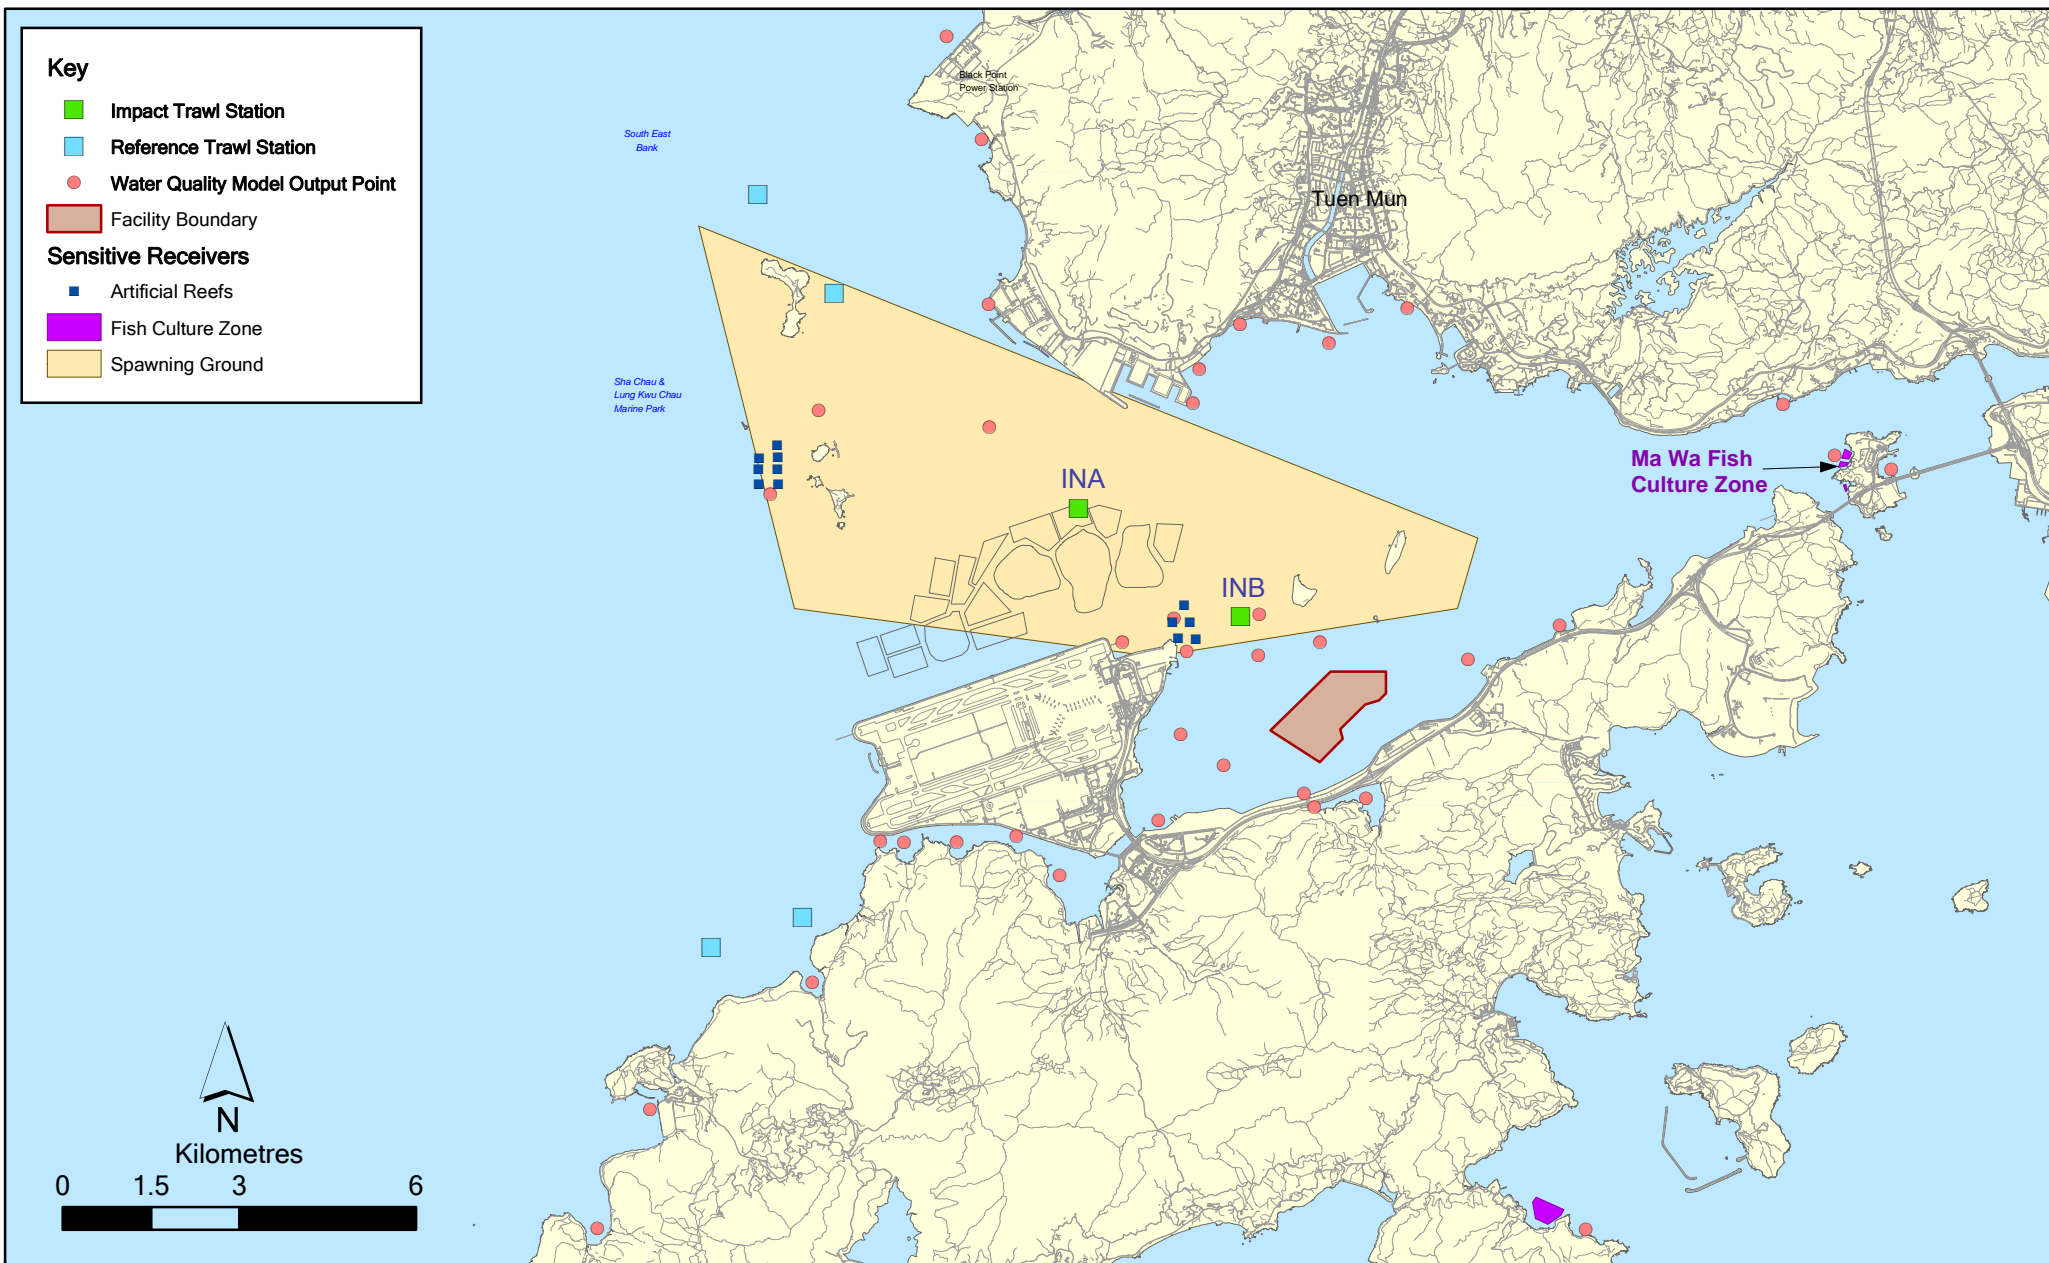 Key
Impact Trawl Station
Reference Trawl Station
Water Quality Model Output Point
Facility Boundary
Sensitive Receivers
Artificial Reefs
Fish Culture Zone
Spawning Ground
Black Point
Power Station
South East
Bank
Tuen Mun
Sha Chau &
Lung Kwu Chau
Marine Park
Ma Wa Fish
Culture Zone
INA
INB
N
Kilometres
0 1.5 3 6